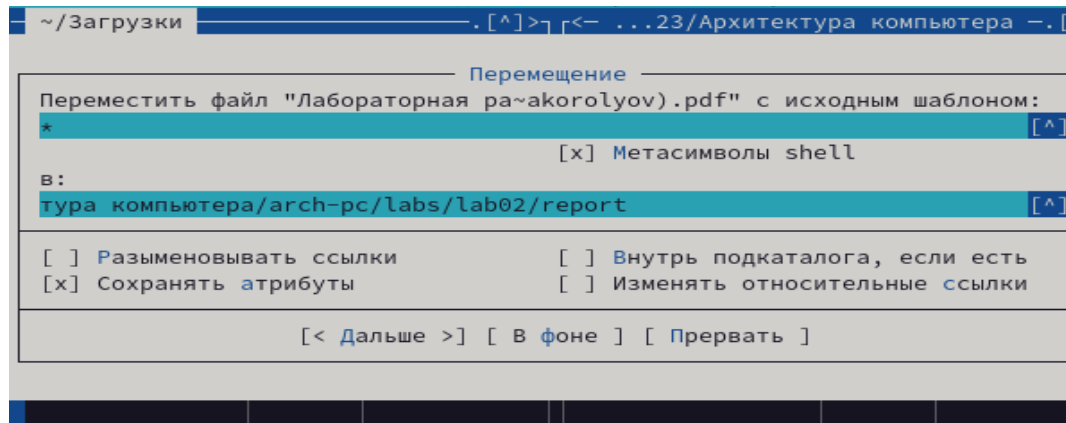 ~/Загрузки .[^]> <— ...23/Архитектура компьютера —.[
Перемещение
Переместить файл "Лабораторная ра~akorolyov).pdf" с исходным шаблоном:
* [^]
[x] Метасимволы shell
в:
тура компьютера/arch-pc/labs/lab02/report [^]
[ ] Разыменовывать ссылки [ ] Внутрь подкаталога, если есть
[x] Сохранять атрибуты [ ] Изменять относительные ссылки
[< Дальше >] [ В фоне ] [ Прервать ]